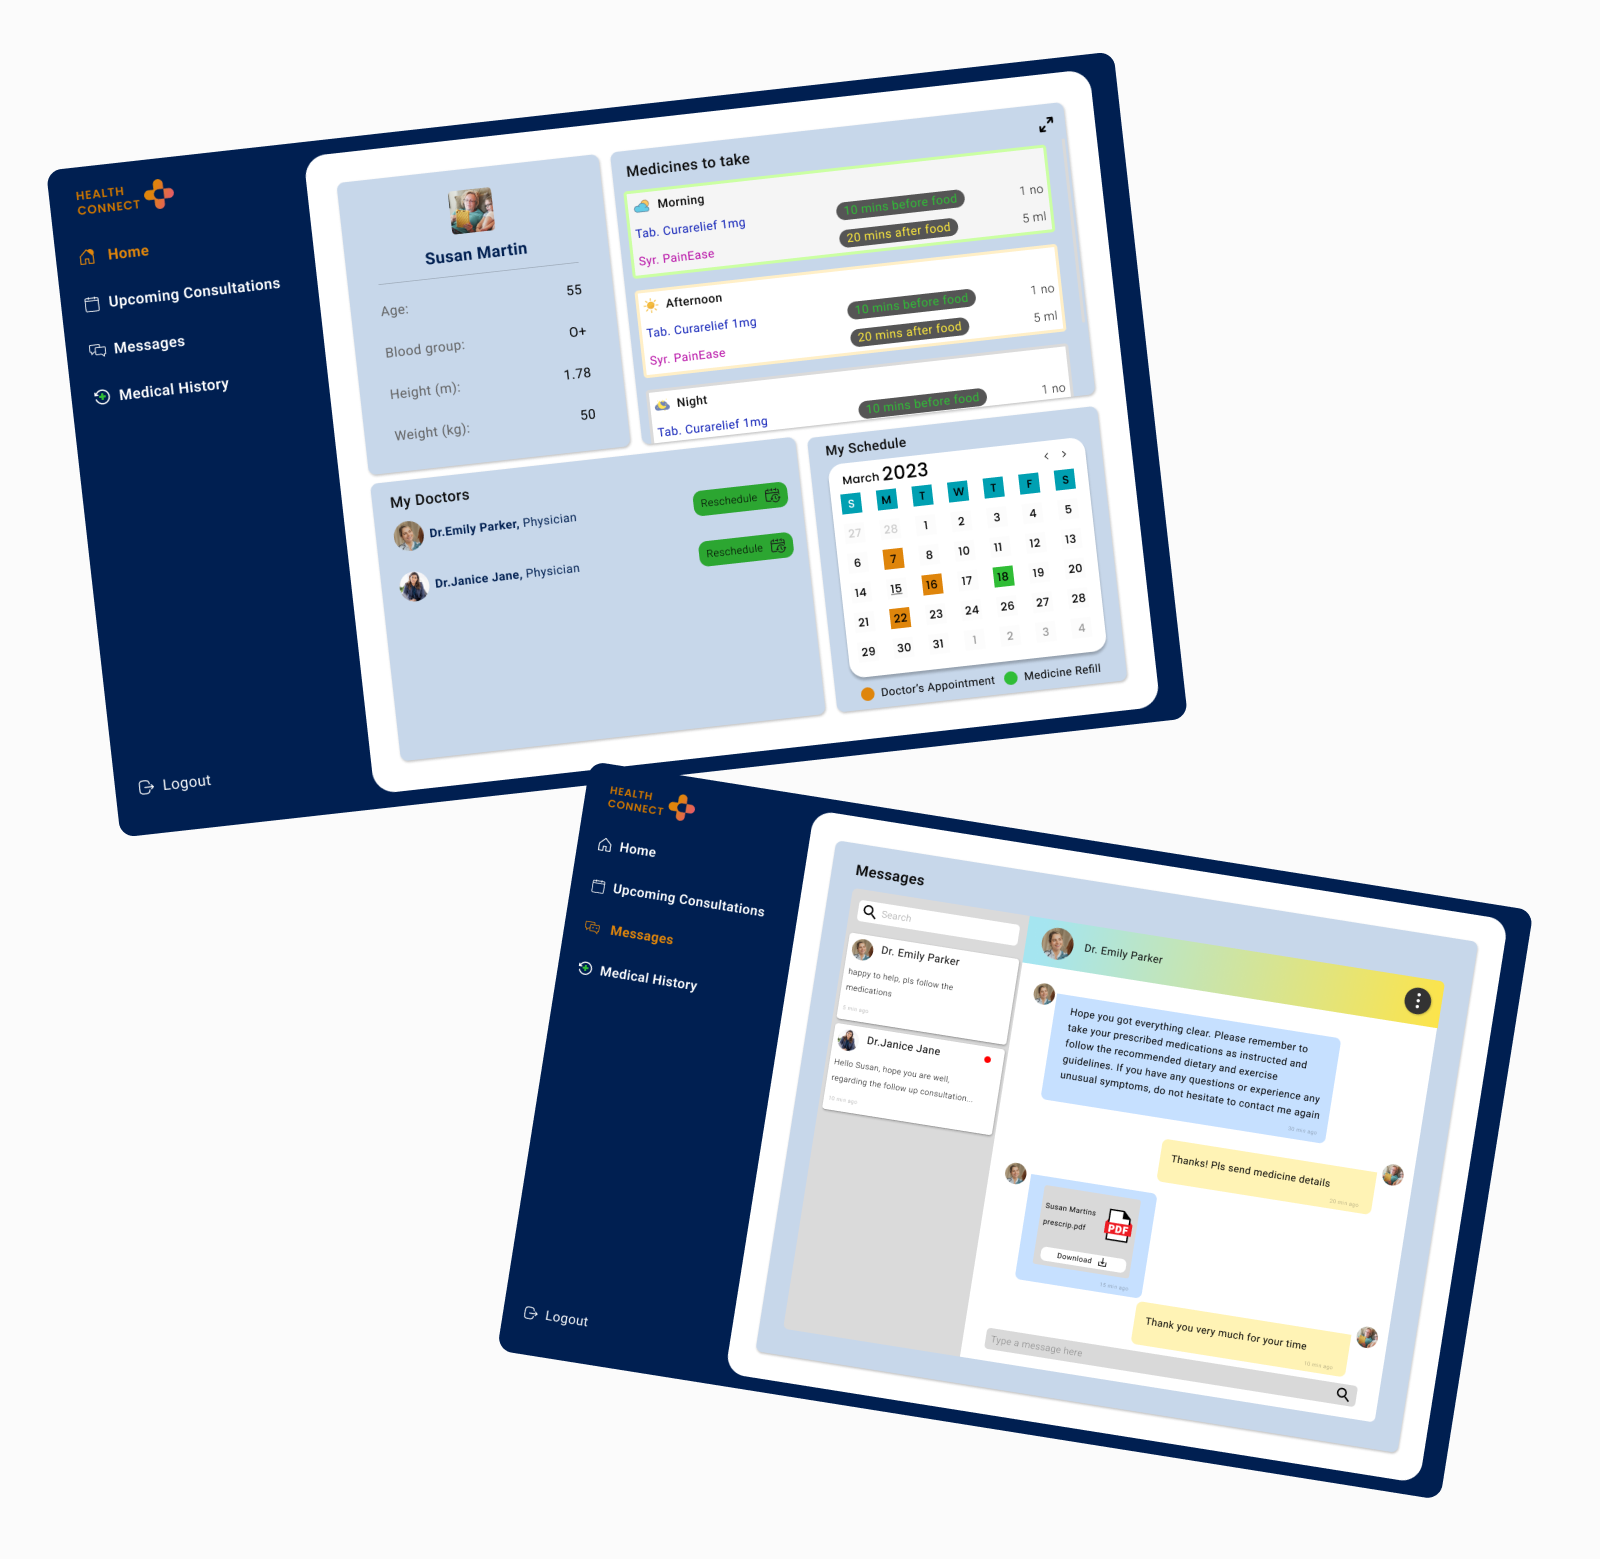 HEALTH
CONNECT
Home
Upcoming Consultations
Messages
Medical History
Logout
Susan Martin
Age: 55
Blood group: O+
Height (m): 1.78
Weight (kg): 50
Medicines to take
Morning
Tab. Curarelief 1mg 10 mins before food 1 no
Syr. PainEase 20 mins after food 5 ml
Afternoon
Tab. Curarelief 1mg 10 mins before food 1 no
Syr. PainEase 20 mins after food 5 ml
Night
Tab. Curarelief 1mg 10 mins before food 1 no
My Doctors
Dr.Emily Parker, Physician Reschedule
Dr.Janice Jane, Physician Reschedule
My Schedule
March 2023 < >
S M T W T F S
27 28 1 2 3 4 5
6 7 8 10 11 12 13
14 15 16 17 18 19 20
21 22 23 24 26 27 28
29 30 31 1 2 3 4
Doctor's Appointment Medicine Refill
HEALTH
CONNECT
Home
Upcoming Consultations
Messages
Medical History
Logout
Messages
Search
Dr. Emily Parker
happy to help, pls follow the
medications
5 min ago
Dr.Janice Jane
Hello Susan, hope you are well,
regarding the follow up consultation...
10 min ago
Dr. Emily Parker
Hope you got everything clear. Please remember to
take your prescribed medications as instructed and
follow the recommended dietary and exercise
guidelines. If you have any questions or experience any
unusual symptoms, do not hesitate to contact me again
30 min ago
Thanks! Pls send medicine details
20 min ago
Susan Martins
prescrip.pdf
PDF
Download
15 min ago
Thank you very much for your time
10 min ago
Type a message here